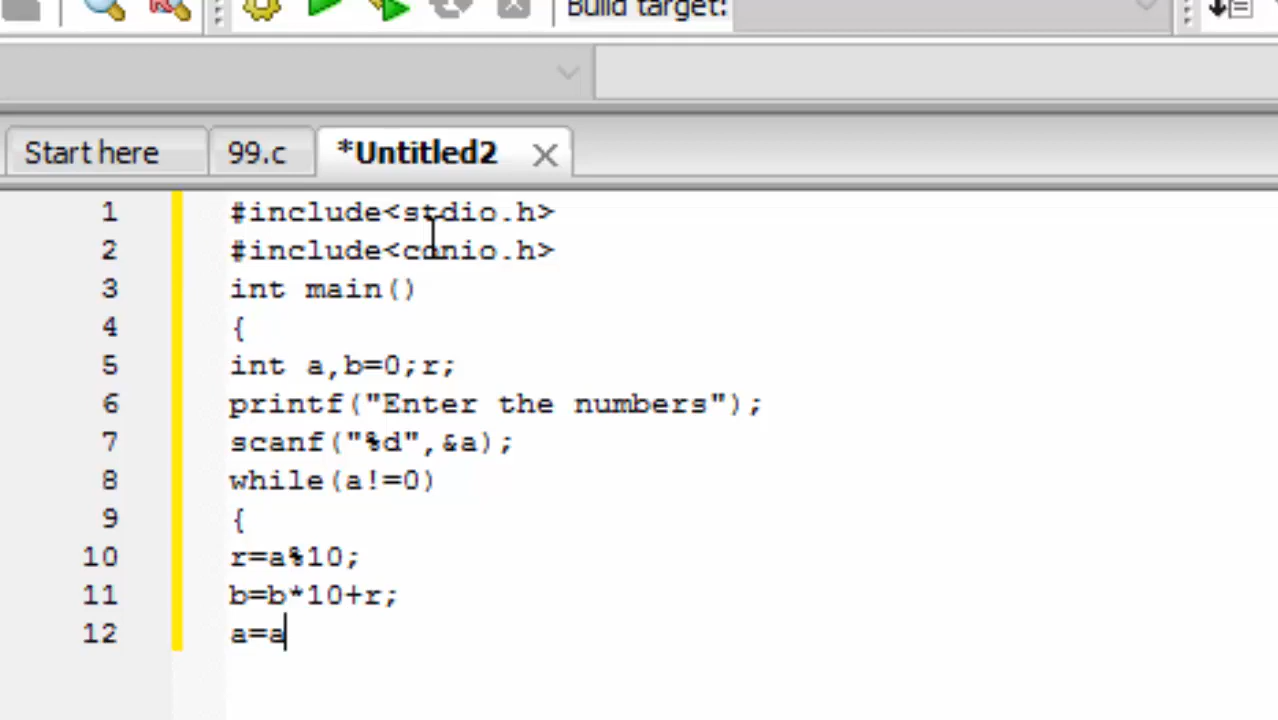 Build target:
Start here 99.c *Untitled2
1 #include<stdio.h>
2 #include<conio.h>
3 int main()
4 {
5 int a,b=0;r;
6 printf("Enter the numbers");
7 scanf("%d",&a);
8 while(a!=0)
9 {
10 r=a%10;
11 b=b*10+r;
12 a=a